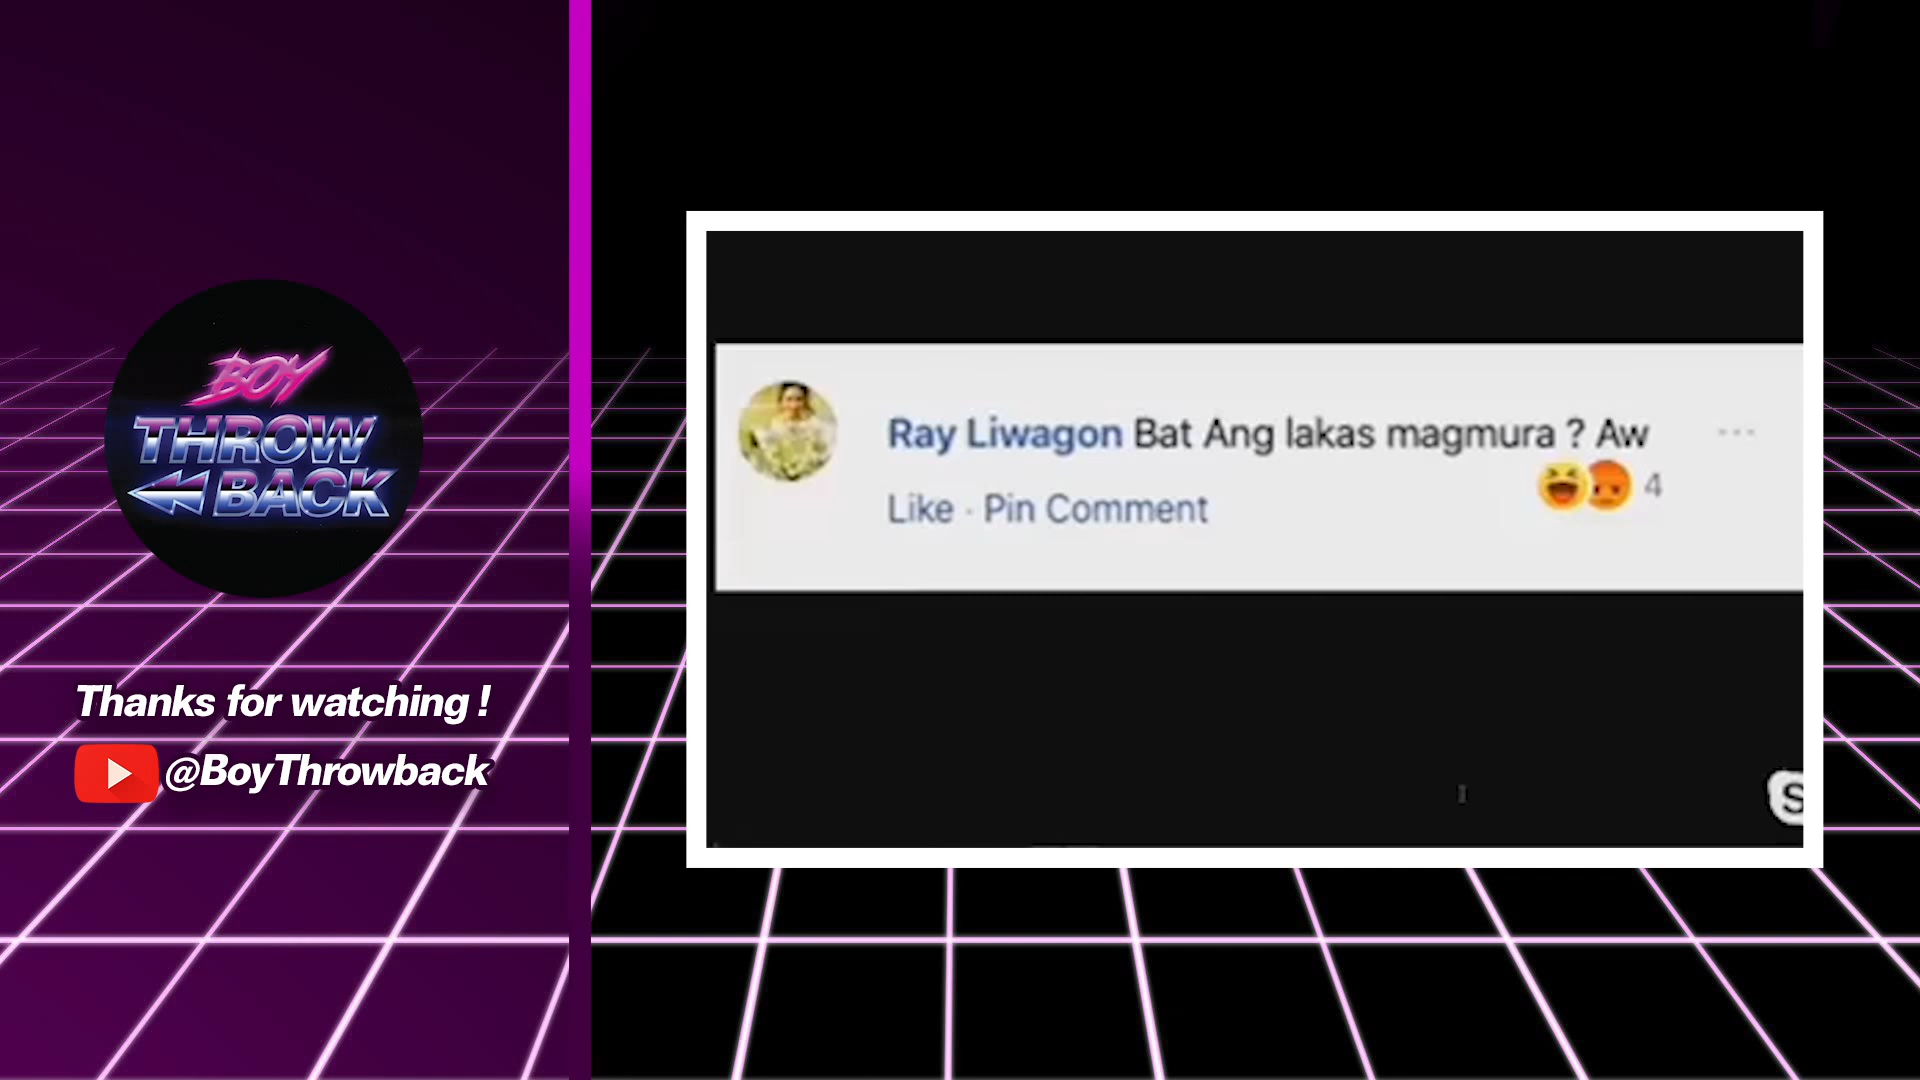 BOY
THROW
BACK
Thanks for watching !
@BoyThrowback
Ray Liwagon Bat Ang lakas magmura ? Aw
4
Like · Pin Comment
S